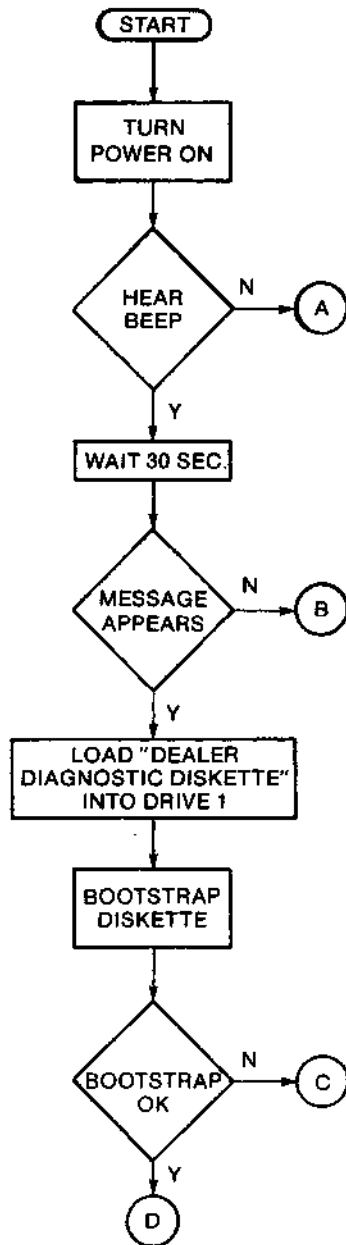 START
TURN
POWER ON
HEAR
BEEP
N
A
Y
WAIT 30 SEC.
MESSAGE
APPEARS
N
B
Y
LOAD "DEALER
DIAGNOSTIC DISKETTE"
INTO DRIVE 1
BOOTSTRAP
DISKETTE
BOOTSTRAP
OK
N
C
Y
D